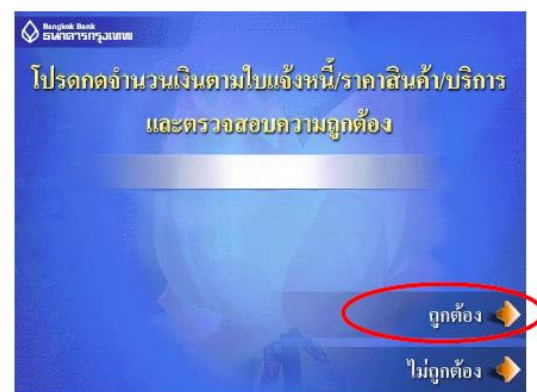 Bangkok Bank
ธนาคารกรุงเทพ
โปรดกดจำนวนเงินตามใบแจ้งหนี้/ราคาสินค้า/บริการ
และตรวจสอบความถูกต้อง
ถูกต้อง
ไม่ถูกต้อง